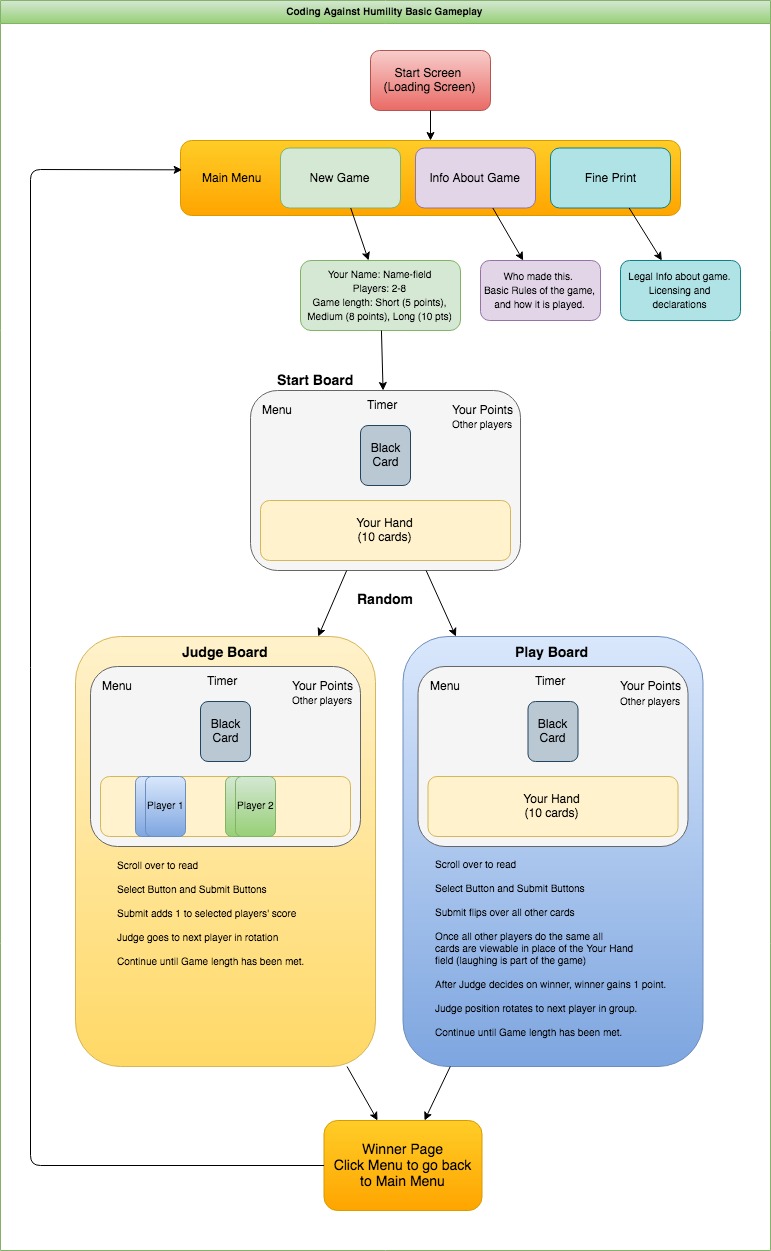 Coding Against Humility Basic Gameplay
Start Screen
(Loading Screen)
Main Menu
New Game
Info About Game
Fine Print
Your Name: Name-field
Players: 2-8
Game length: Short (5 points),
Medium (8 points), Long (10 pts)
Who made this.
Basic Rules of the game,
and how it is played.
Legal Info about game.
Licensing and
declarations
Start Board
Menu
Timer
Your Points
Other players
Black
Card
Your Hand
(10 cards)
Random
Judge Board
Menu
Timer
Your Points
Other players
Black
Card
Player 1
Player 2
Scroll over to read
Select Button and Submit Buttons
Submit adds 1 to selected players' score
Judge goes to next player in rotation
Continue until Game length has been met.
Play Board
Menu
Timer
Your Points
Other players
Black
Card
Your Hand
(10 cards)
Scroll over to read
Select Button and Submit Buttons
Submit flips over all other cards
Once all other players do the same all
cards are viewable in place of the Your Hand
field (laughing is part of the game)
After Judge decides on winner, winner gains 1 point.
Judge position rotates to next player in group.
Continue until Game length has been met.
Winner Page
Click Menu to go back
to Main Menu